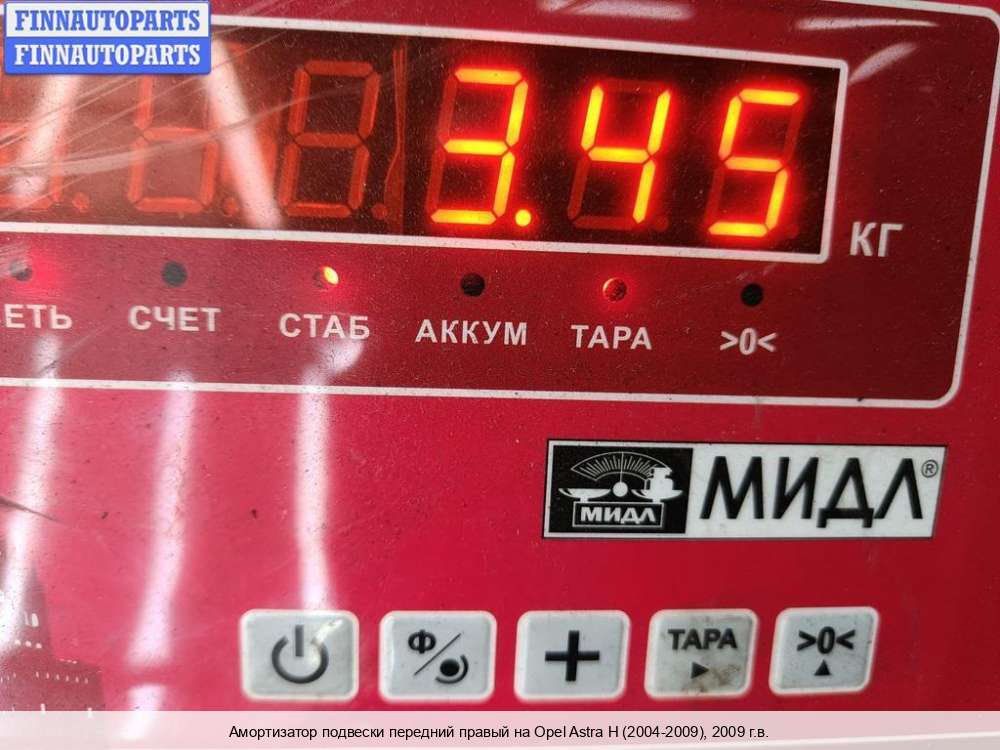 FINNAUTOPARTS
FINNAUTOPARTS
3.45
КГ
СЧЕТ СТАБ АККУМ ТАРА >0<
МИДЛ МИДЛ®
Ф ТАРА >0<
Амортизатор подвески передний правый на Opel Astra H (2004-2009), 2009 г.в.